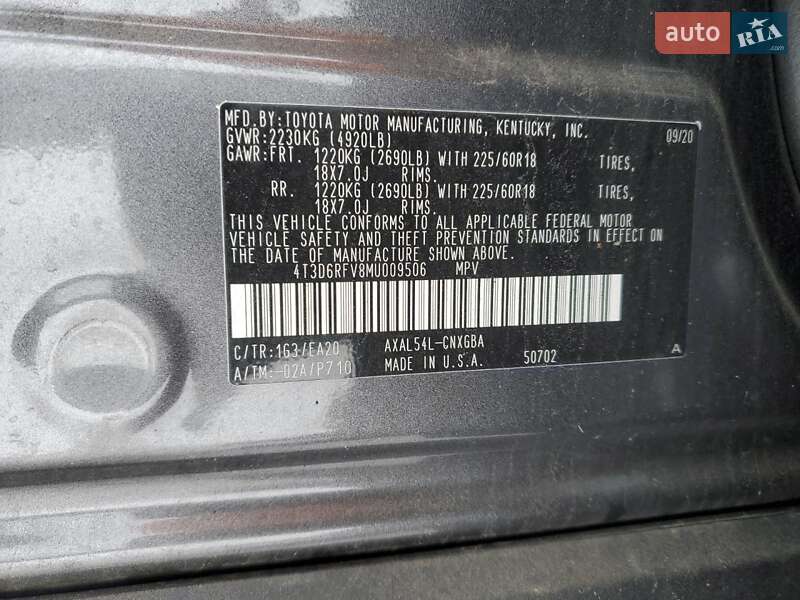 auto RIA.com
MFD.BY:TOYOTA MOTOR MANUFACTURING, KENTUCKY, INC. 09/20
GVWR:2230KG (4920LB)
GAWR:FRT. 1220KG (2690LB) WITH 225/60R18 TIRES,
18X7.0J RIMS.
RR. 1220KG (2690LB) WITH 225/60R18 TIRES,
18X7.0J RIMS.
THIS VEHICLE CONFORMS TO ALL APPLICABLE FEDERAL MOTOR
VEHICLE SAFETY AND THEFT PREVENTION STANDARDS IN EFFECT ON
THE DATE OF MANUFACTURE SHOWN ABOVE.
4T3D6RFV8MU009506 MPV
C/TR:1G3/EA20 AXAL54L-CNXGBA
A/TM:-02A/P710 MADE IN U.S.A. 50702 A